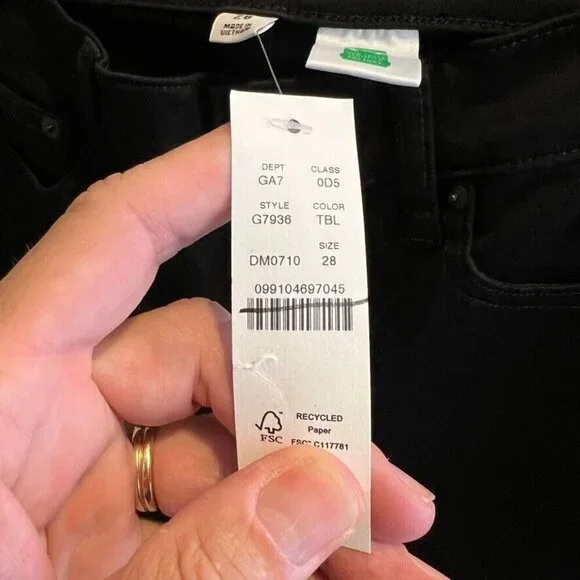 28
MADE IN
VIETNAM
DEPT CLASS
GA7 0D5
STYLE COLOR
G7936 TBL
SIZE
DM0710 28
099104697045
RECYCLED
Paper
FSC
FSC® C117781